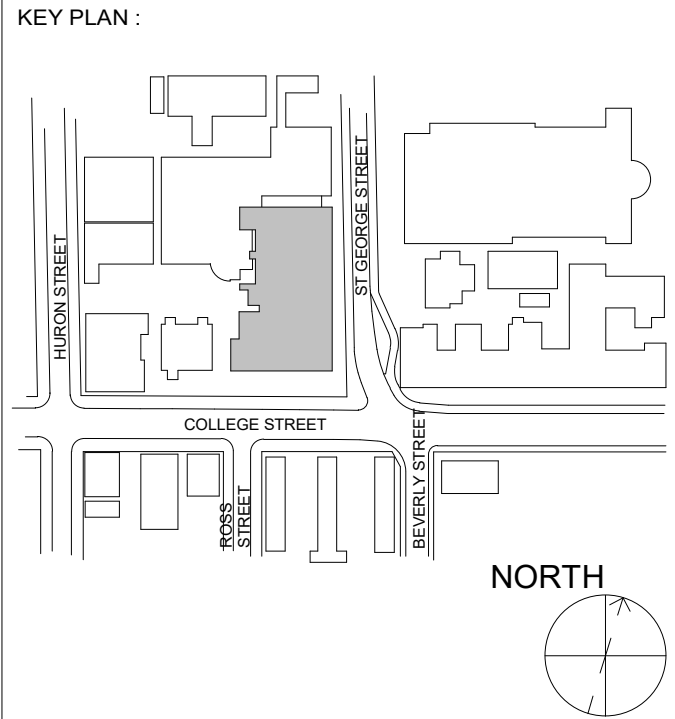 KEY PLAN :
HURON STREET
ST GEORGE STREET
COLLEGE STREET
ROSS
STREET
BEVERLY STREET
NORTH